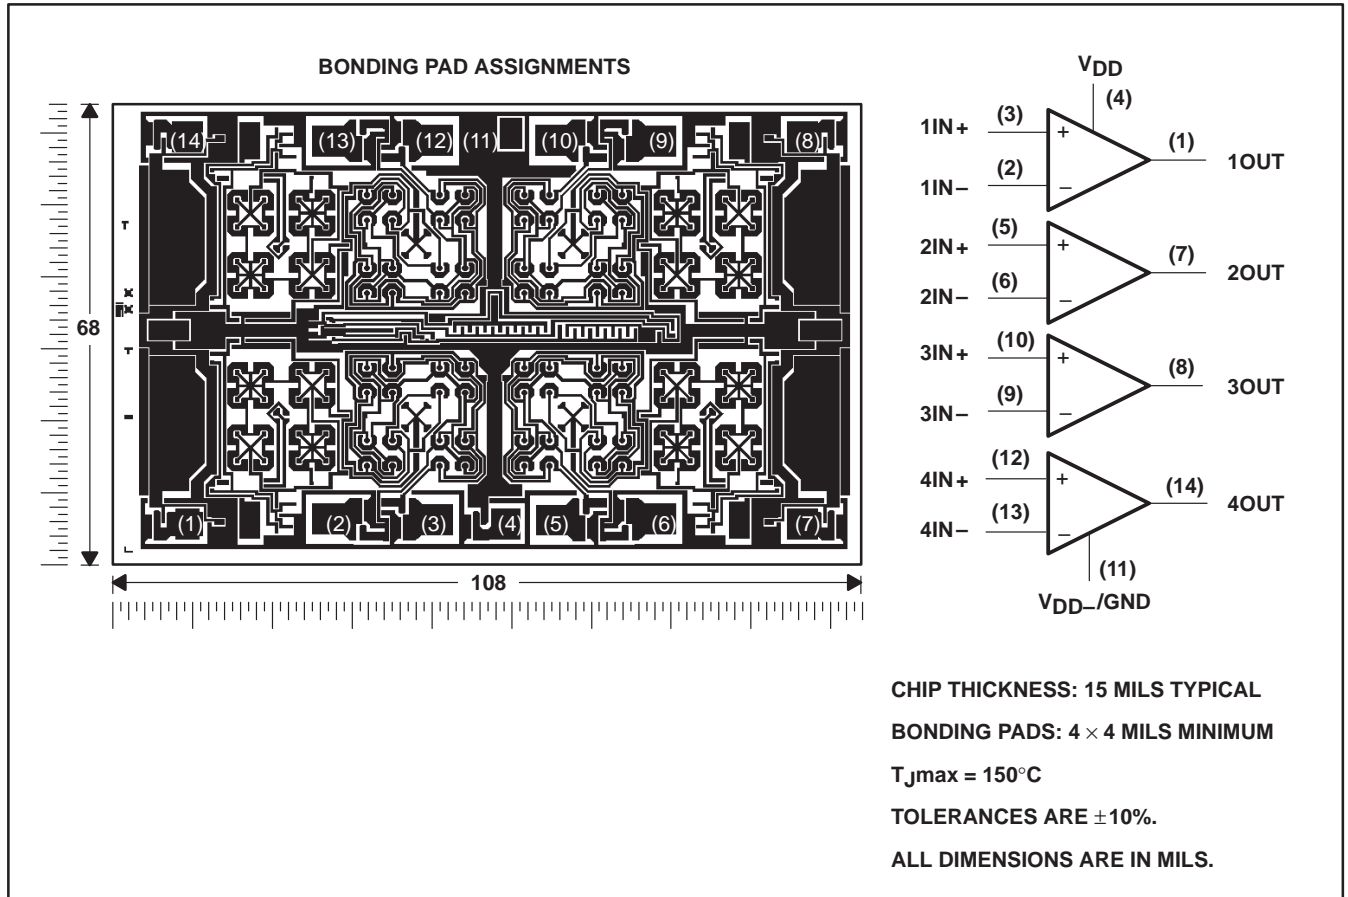 BONDING PAD ASSIGNMENTS
(14) (13) (12) (11) (10) (9) (8)
68
(1) (2) (3) (4) (5) (6) (7)
108
VDD
(4)
1IN+ (3) + (1) 1OUT
1IN− (2) −
2IN+ (5) + (7) 2OUT
2IN− (6) −
3IN+ (10) + (8) 3OUT
3IN− (9) −
4IN+ (12) + (14) 4OUT
4IN− (13) −
(11)
VDD−/GND
CHIP THICKNESS: 15 MILS TYPICAL
BONDING PADS: 4 × 4 MILS MINIMUM
TJmax = 150°C
TOLERANCES ARE ±10%.
ALL DIMENSIONS ARE IN MILS.